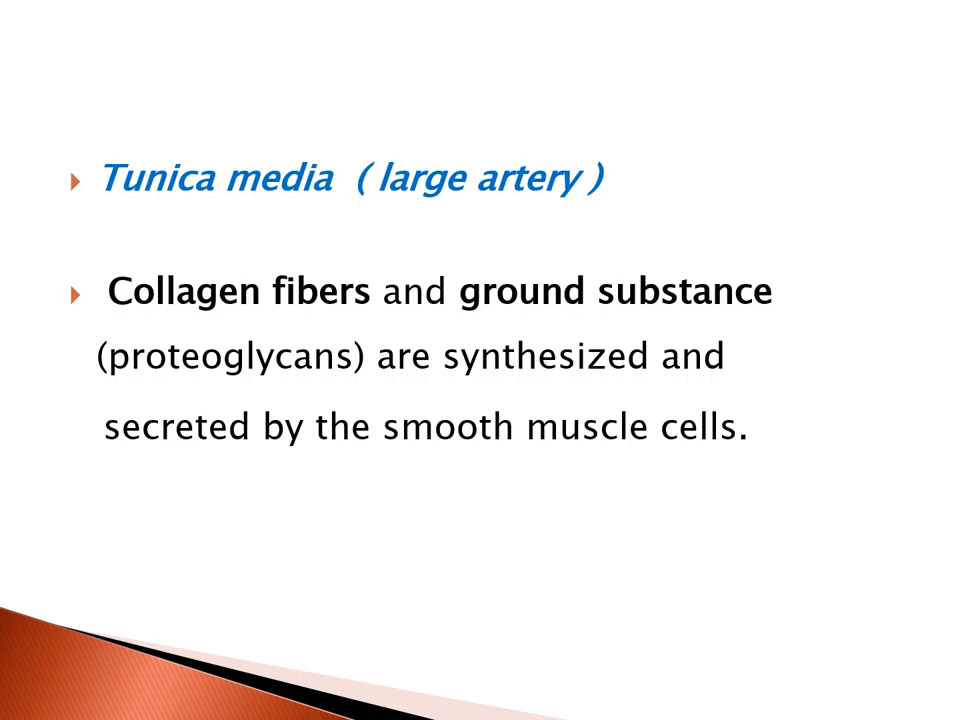 Tunica media ( large artery )
Collagen fibers and ground substance
(proteoglycans) are synthesized and
secreted by the smooth muscle cells.